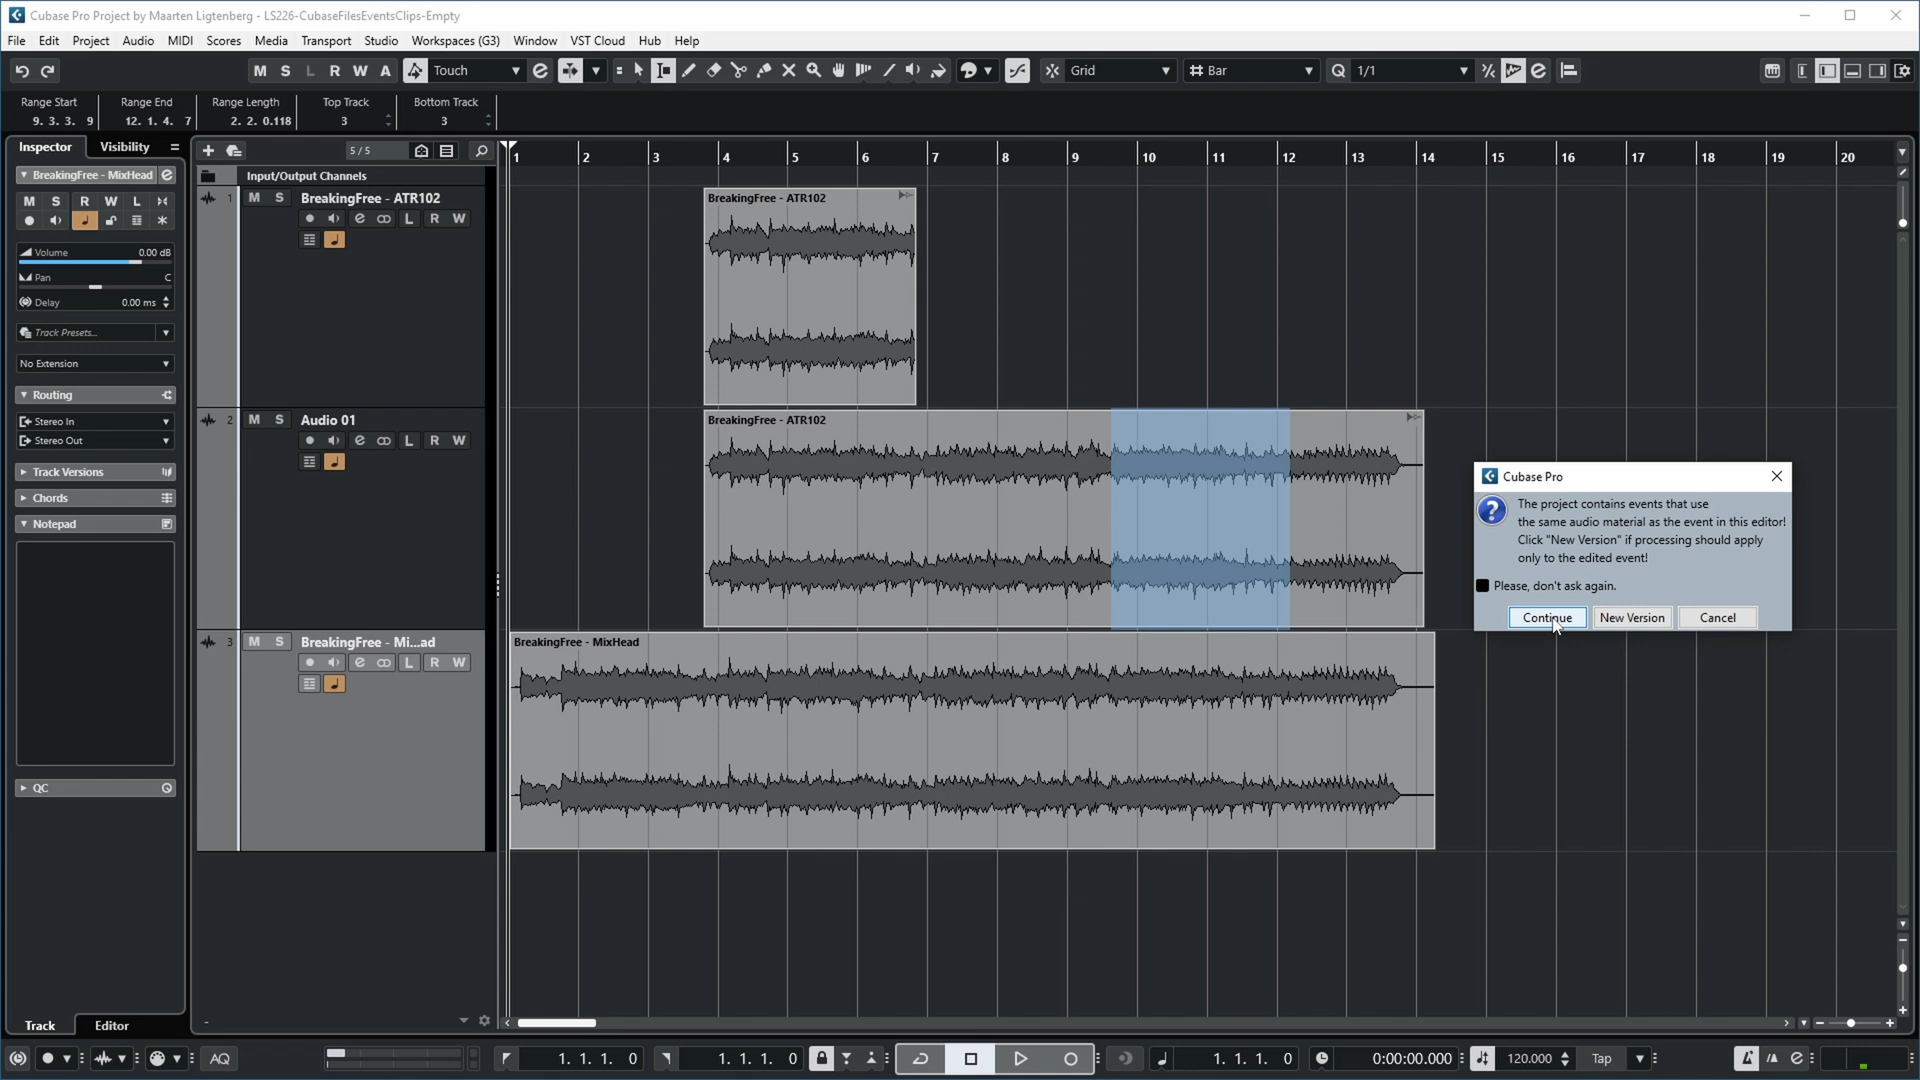 Cubase Pro Project by Maarten Ligtenberg - LS226-CubaseFilesEventsClips-Empty
File Edit Project Audio MIDI Scores Media Transport Studio Workspaces (G3) Window VST Cloud Hub Help
M S L R W A Touch Grid Bar Q 1/1
Range Start Range End Range Length Top Track Bottom Track
9. 3. 3. 9 12. 1. 4. 7 2. 2. 0.118 3 3
Inspector Visibility 5 / 5 1 2 3 4 5 6 7 8 9 10 11 12 13 14 15 16 17 18 19 20
BreakingFree - MixHead
M S R W L
Volume 0.00 dB
Pan C
Delay 0.00 ms
Track Presets...
No Extension
Routing
Stereo In
Stereo Out
Track Versions
Chords
Notepad
QC
Track Editor
Input/Output Channels
1 M S BreakingFree - ATR102
L R W
BreakingFree - ATR102
2 M S Audio 01
L R W
BreakingFree - ATR102
3 M S BreakingFree - Mi...ad
L R W
BreakingFree - MixHead
Cubase Pro
The project contains events that use
the same audio material as the event in this editor!
Click "New Version" if processing should apply
only to the edited event!
Please, don't ask again.
Continue New Version Cancel
AQ 1. 1. 1. 0 1. 1. 1. 0 1. 1. 1. 0 0:00:00.000 120.000 Tap